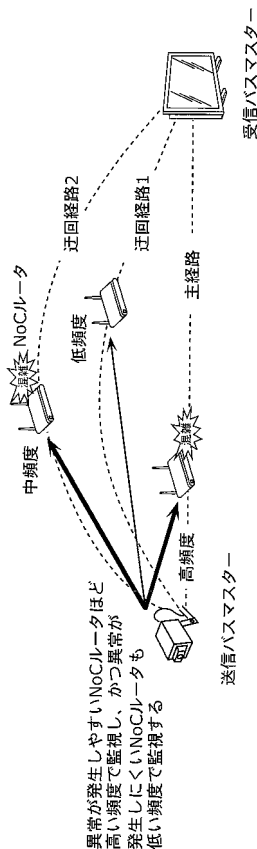 異常が発生しやすいNoCルータほど
高い頻度で監視し、かつ異常が
発生しにくいNoCルータも
低い頻度で監視する
中頻度
混雑
NoCルータ
迂回経路2
低頻度
迂回経路1
高頻度
混雑
主経路
送信バスマスター
受信バスマスター